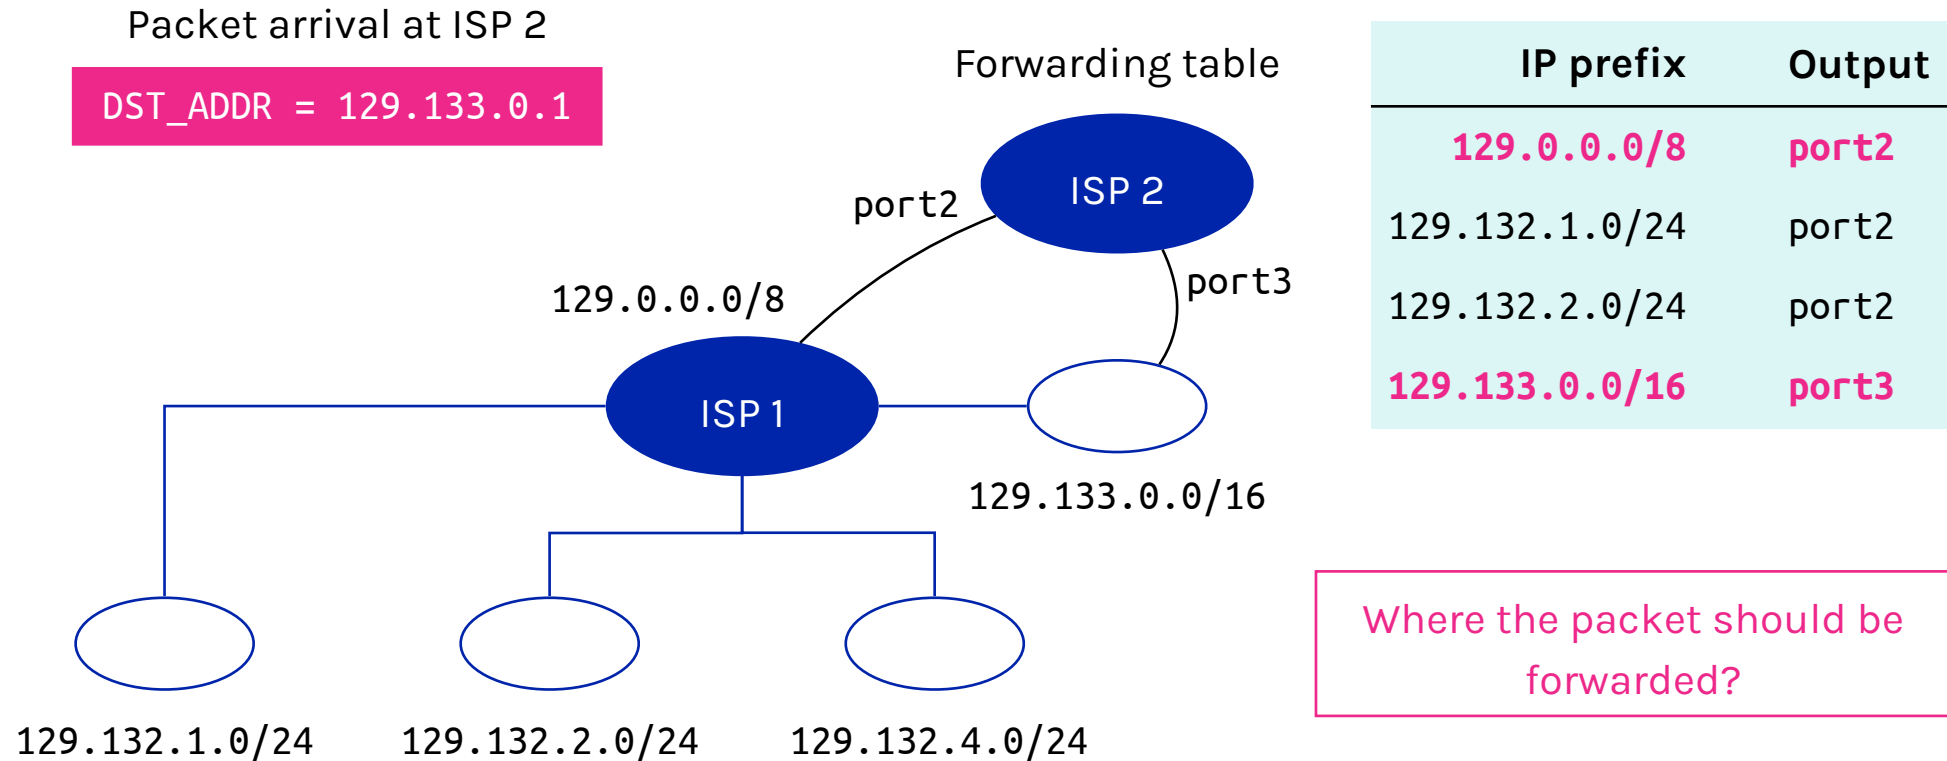 Packet arrival at ISP 2
DST_ADDR = 129.133.0.1
Forwarding table
IP prefix Output
129.0.0.0/8 port2
129.132.1.0/24 port2
129.132.2.0/24 port2
129.133.0.0/16 port3
ISP 2
port2
port3
129.0.0.0/8
ISP 1
129.133.0.0/16
129.132.1.0/24
129.132.2.0/24
129.132.4.0/24
Where the packet should be
forwarded?